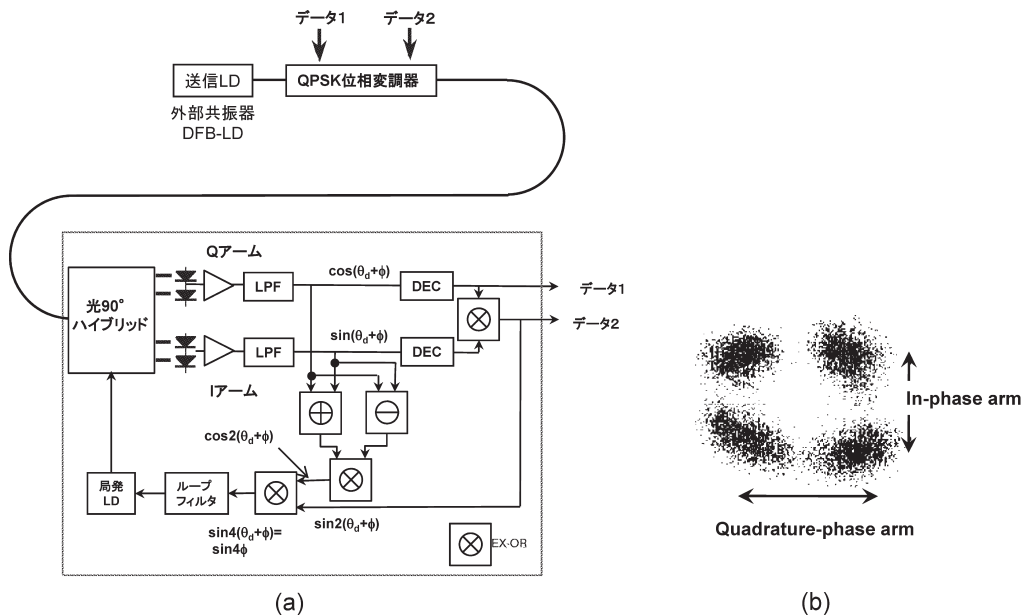 データ1 データ2
送信LD
QPSK位相変調器
外部共振器
DFB-LD
Qアーム
光90°
ハイブリッド
LPF
cos(θd+ϕ)
DEC
データ1
データ2
LPF
sin(θd+ϕ)
DEC
Iアーム
cos2(θd+ϕ)
局発
LD
ループ
フィルタ
sin2(θd+ϕ)
sin4(θd+ϕ)=
sin4ϕ
EX-OR
In-phase arm
Quadrature-phase arm
(a)
(b)